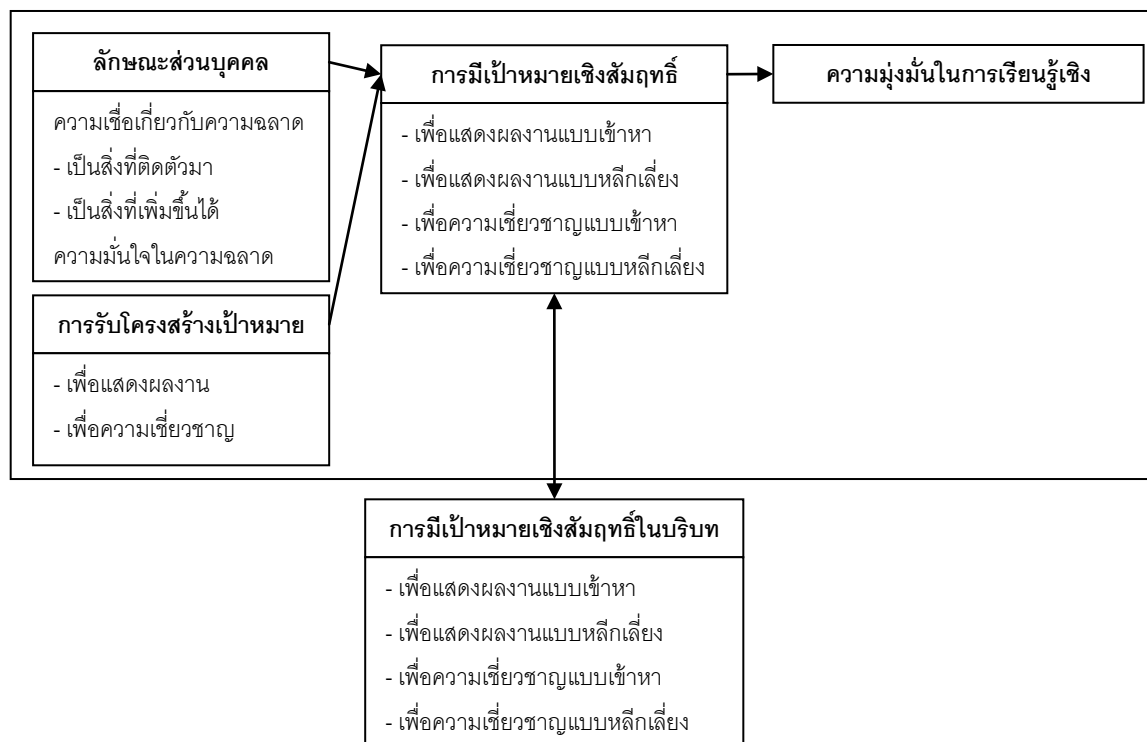 ลักษณะส่วนบุคคล
ความเชื่อเกี่ยวกับความฉลาด
- เป็นสิ่งที่ติดตัวมา
- เป็นสิ่งที่เพิ่มขึ้นได้
ความมั่นใจในความฉลาด
การรับโครงสร้างเป้าหมาย
- เพื่อแสดงผลงาน
- เพื่อความเชี่ยวชาญ
การมีเป้าหมายเชิงสัมฤทธิ์
- เพื่อแสดงผลงานแบบเข้าหา
- เพื่อแสดงผลงานแบบหลีกเลี่ยง
- เพื่อความเชี่ยวชาญแบบเข้าหา
- เพื่อความเชี่ยวชาญแบบหลีกเลี่ยง
ความมุ่งมั่นในการเรียนรู้เชิง
การมีเป้าหมายเชิงสัมฤทธิ์ในบริบท
- เพื่อแสดงผลงานแบบเข้าหา
- เพื่อแสดงผลงานแบบหลีกเลี่ยง
- เพื่อความเชี่ยวชาญแบบเข้าหา
- เพื่อความเชี่ยวชาญแบบหลีกเลี่ยง